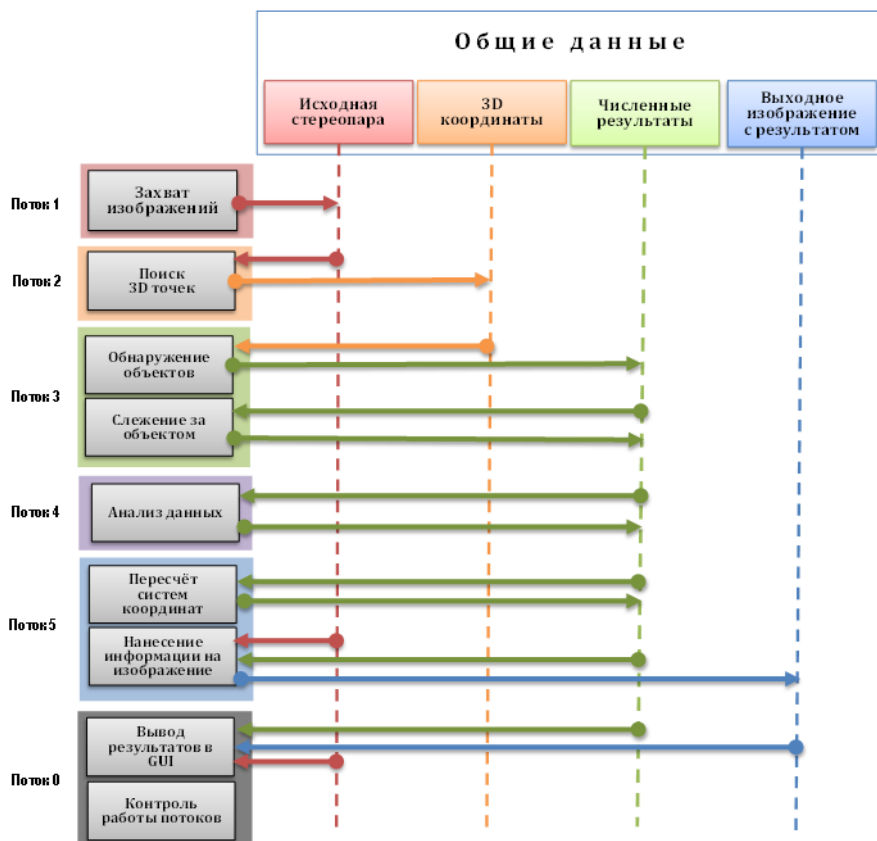 Общие данные
Исходная
стереопара
3D
координаты
Численные
результаты
Выходное
изображение
с результатом
Поток 1
Захват
изображений
Поток 2
Поиск
3D точек
Поток 3
Обнаружение
объектов
Слежение за
объектом
Поток 4
Анализ данных
Поток 5
Пересчёт
систем
координат
Нанесение
информации на
изображение
Поток 0
Вывод
результатов в
GUI
Контроль
работы потоков